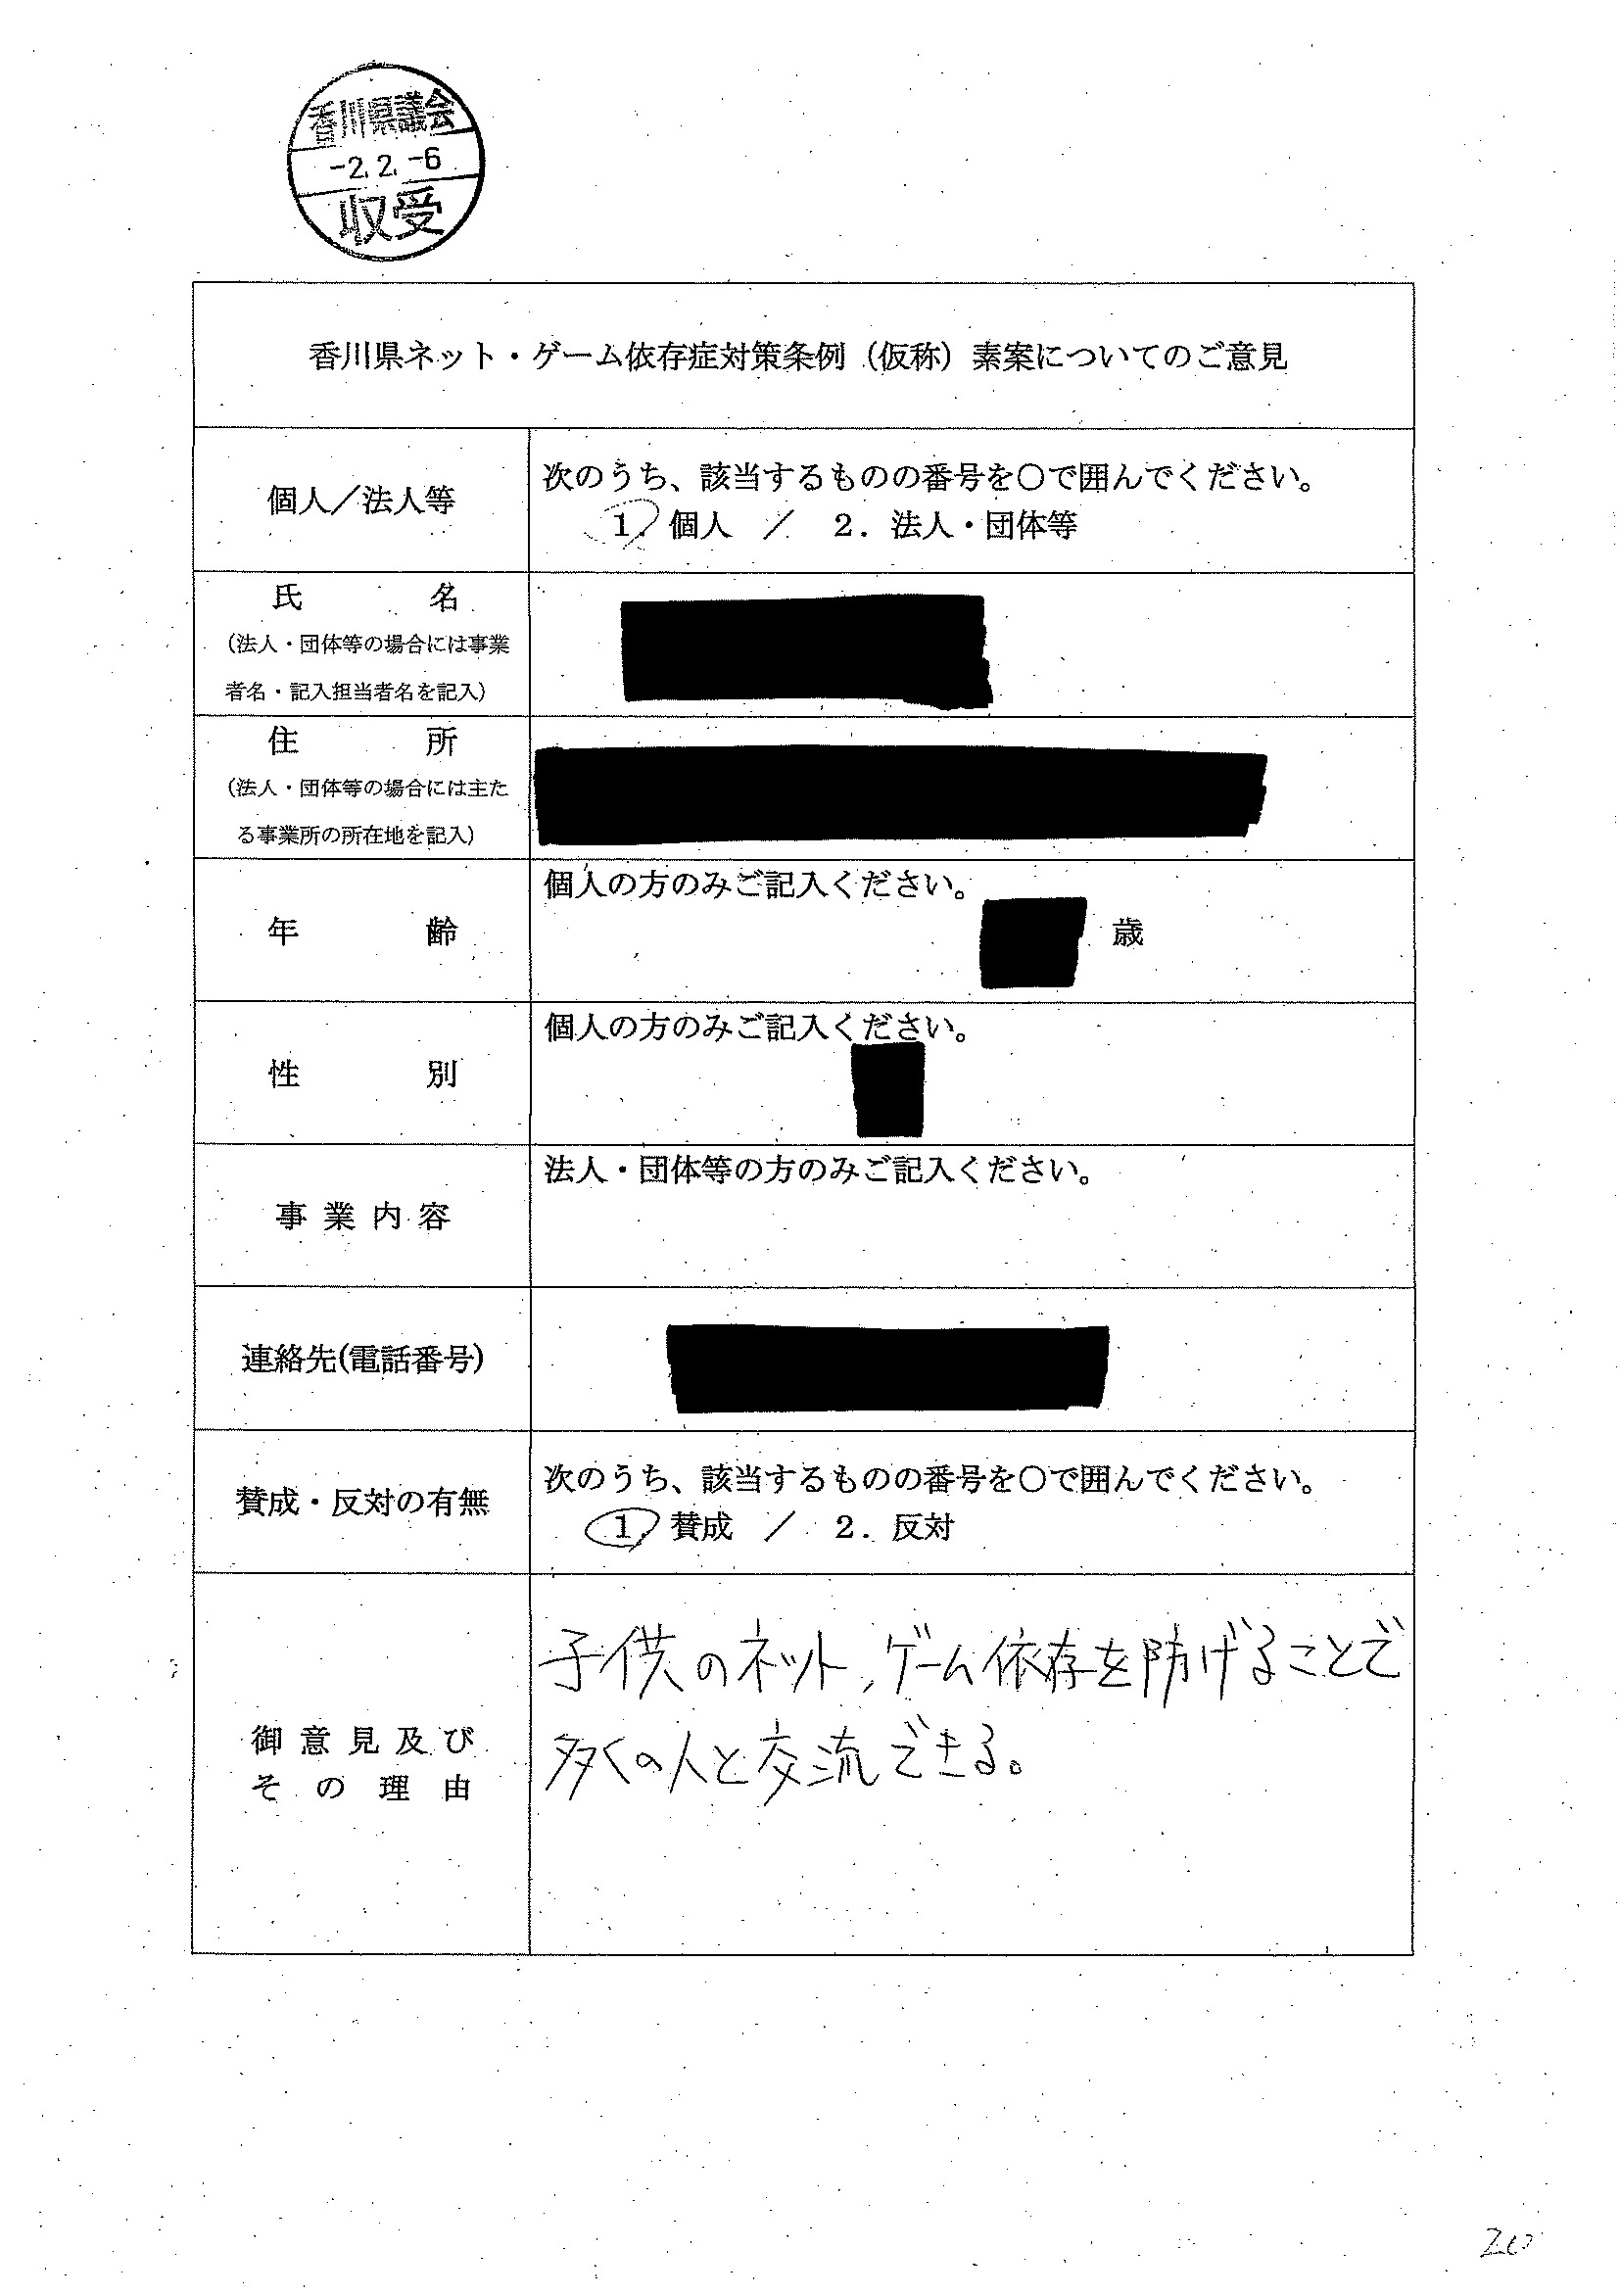 香川県議会
-2.2.-6
収受
香川県ネット・ゲーム依存症対策条例（仮称）素案についてのご意見
個人／法人等
次のうち、該当するものの番号を〇で囲んでください。
1. 個人 ／ 2. 法人・団体等
氏名
（法人・団体等の場合には事業
者名・記入担当者名を記入）
住所
（法人・団体等の場合には主た
る事業所の所在地を記入）
年齢
個人の方のみご記入ください。
歳
性別
個人の方のみご記入ください。
事業内容
法人・団体等の方のみご記入ください。
連絡先(電話番号)
賛成・反対の有無
次のうち、該当するものの番号を〇で囲んでください。
1. 賛成 ／ 2. 反対
御意見及び
その理由
子供のネット、ゲーム依存を防げることで
多くの人と交流できる。